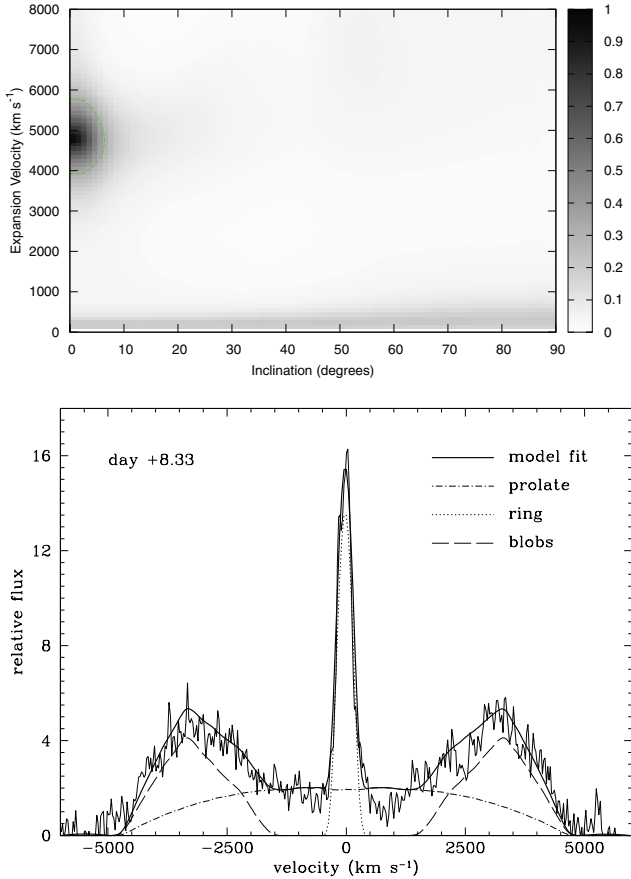 8000
7000
6000
5000
4000
3000
2000
1000
0
Expansion Velocity (km s⁻¹)
0 10 20 30 40 50 60 70 80 90
Inclination (degrees)
1
0.9
0.8
0.7
0.6
0.5
0.4
0.3
0.2
0.1
0
day +8.33
model fit
prolate
ring
blobs
16
12
8
4
0
relative flux
−5000 −2500 0 2500 5000
velocity (km s⁻¹)